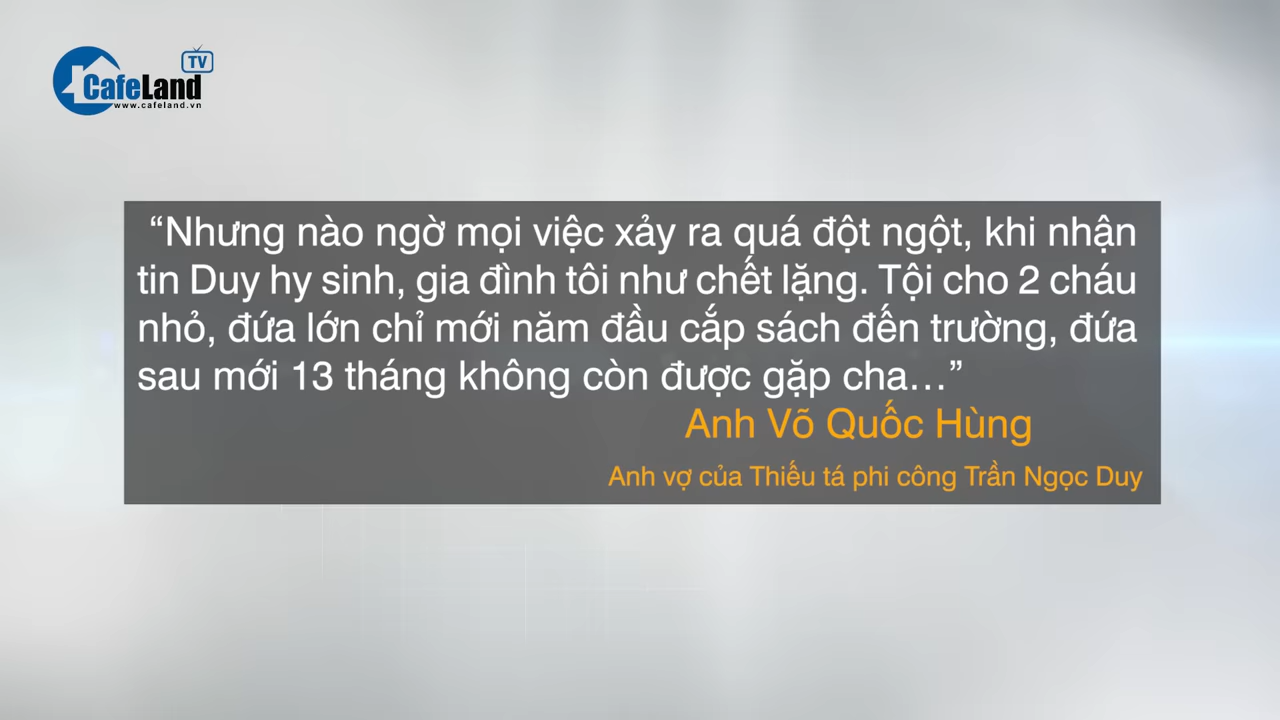 TV
CafeLand
www.cafeland.vn
“Nhưng nào ngờ mọi việc xảy ra quá đột ngột, khi nhận
tin Duy hy sinh, gia đình tôi như chết lặng. Tội cho 2 cháu
nhỏ, đứa lớn chỉ mới năm đầu cắp sách đến trường, đứa
sau mới 13 tháng không còn được gặp cha...”
Anh Võ Quốc Hùng
Anh vợ của Thiếu tá phi công Trần Ngọc Duy